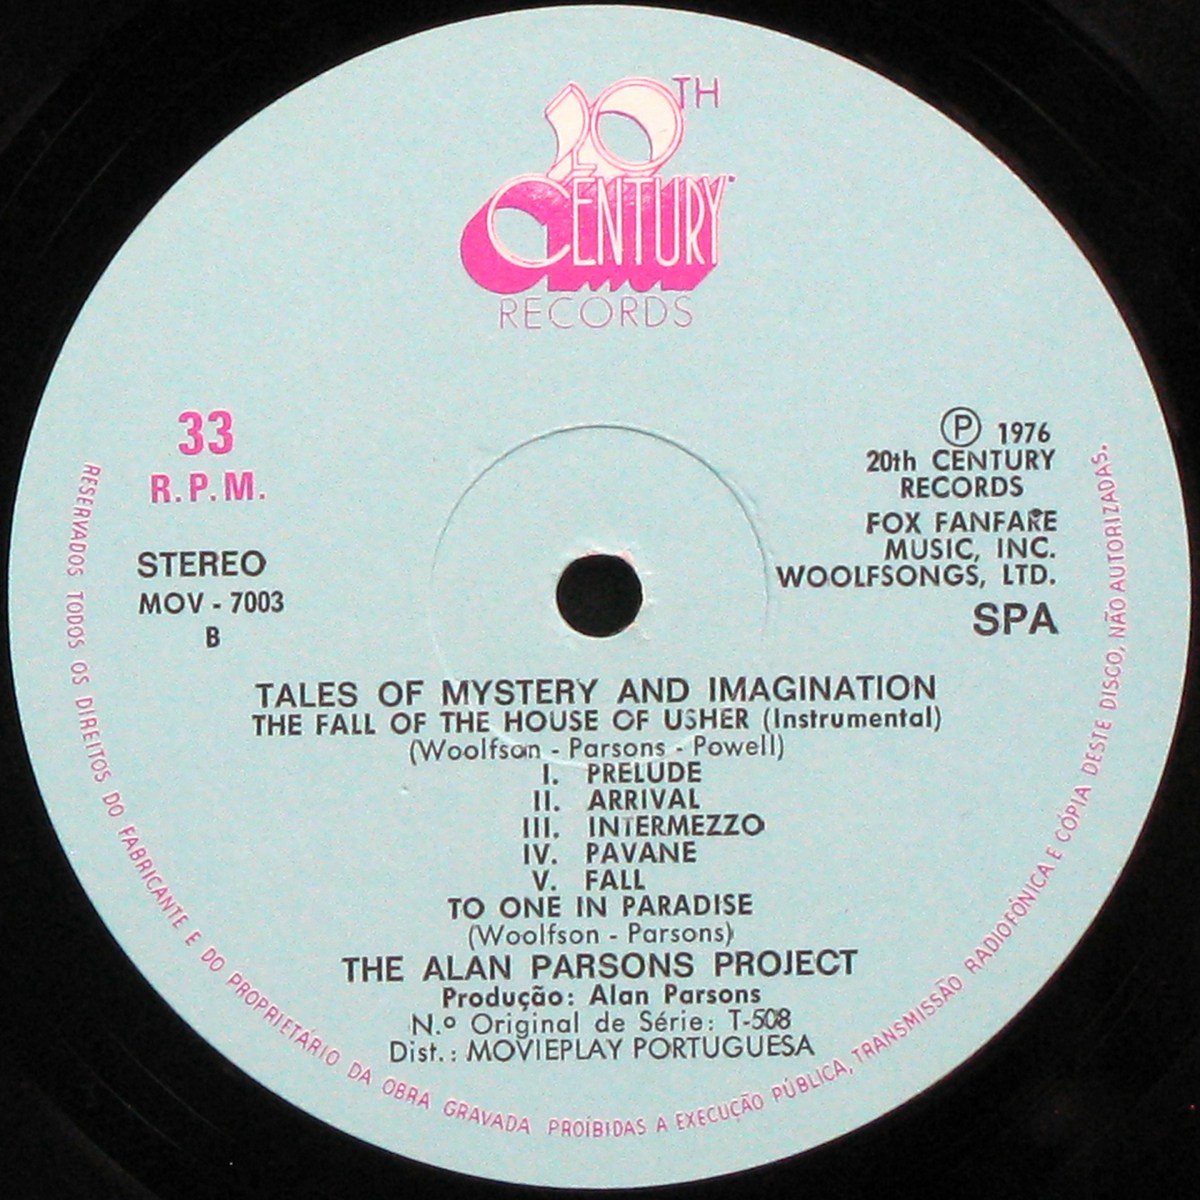 20TH
CENTURY
RECORDS
33
R.P.M.
STEREO
MOV - 7003
B
Ⓟ 1976
20th CENTURY
RECORDS
FOX FANFARE
MUSIC, INC.
WOOLFSONGS, LTD.
SPA
TALES OF MYSTERY AND IMAGINATION
THE FALL OF THE HOUSE OF USHER (Instrumental)
(Woolfson - Parsons - Powell)
I. PRELUDE
II. ARRIVAL
III. INTERMEZZO
IV. PAVANE
V. FALL
TO ONE IN PARADISE
(Woolfson - Parsons)
THE ALAN PARSONS PROJECT
Produção: Alan Parsons
N.º Original de Série: T-508
Dist.: MOVIEPLAY PORTUGUESA
RESERVADOS TODOS OS DIREITOS DO FABRICANTE E DO PROPRIETÁRIO DA OBRA GRAVADA PROÍBIDAS A EXECUÇÃO PÚBLICA, TRANSMISSÃO RADIOFÓNICA E CÓPIA DESTE DISCO, NÃO AUTORIZADAS.